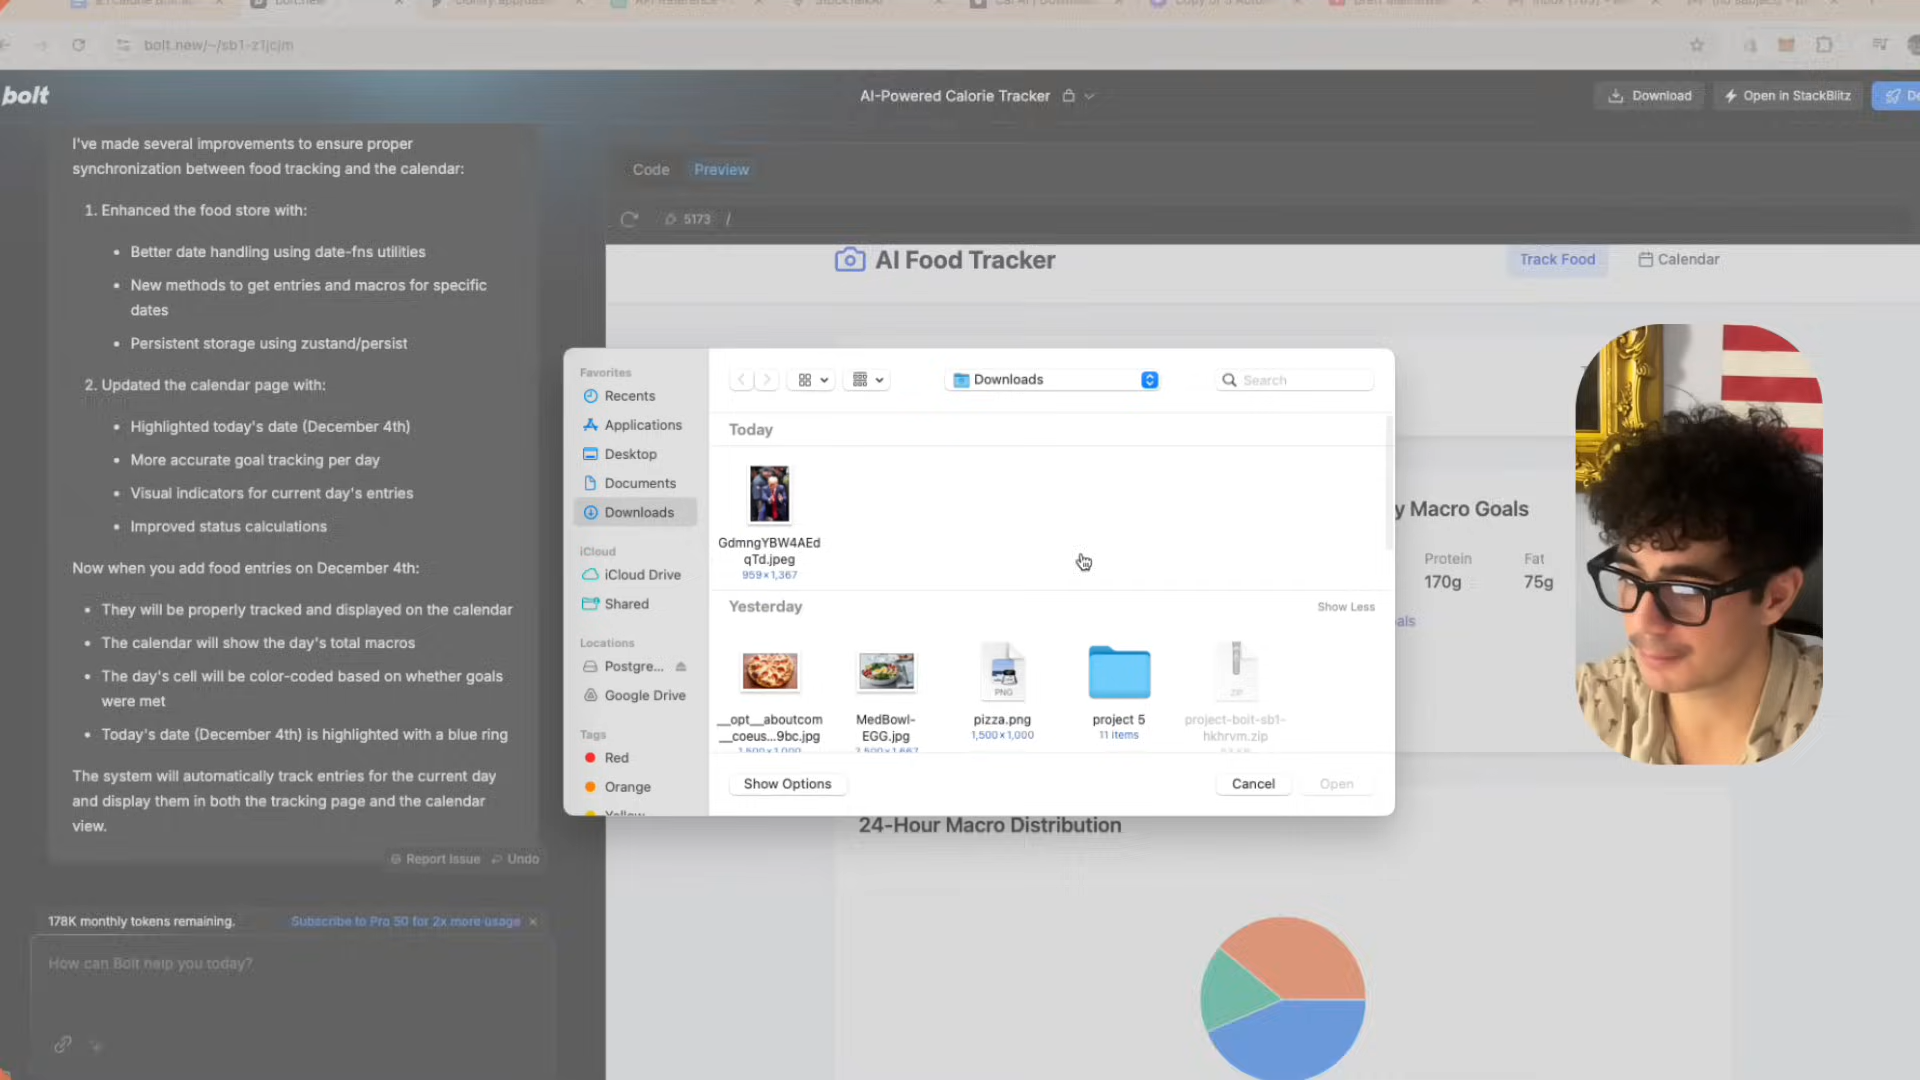 bolt.new/~/sb1-z1jcjm
bolt
AI-Powered Calorie Tracker
Download
Open in StackBlitz
I've made several improvements to ensure proper
synchronization between food tracking and the calendar:
1. Enhanced the food store with:
• Better date handling using date-fns utilities
• New methods to get entries and macros for specific
dates
• Persistent storage using zustand/persist
2. Updated the calendar page with:
• Highlighted today's date (December 4th)
• More accurate goal tracking per day
• Visual indicators for current day's entries
• Improved status calculations
Now when you add food entries on December 4th:
• They will be properly tracked and displayed on the calendar
• The calendar will show the day's total macros
• The day's cell will be color-coded based on whether goals
were met
• Today's date (December 4th) is highlighted with a blue ring
The system will automatically track entries for the current day
and display them in both the tracking page and the calendar
view.
Report Issue
Undo
178K monthly tokens remaining.
Subscribe to Pro 50 for 2x more usage
How can Bolt help you today?
Code
Preview
5173 /
AI Food Tracker
Track Food
Calendar
Favorites
Recents
Applications
Desktop
Documents
Downloads
iCloud
iCloud Drive
Shared
Locations
Postgre...
Google Drive
Tags
Red
Orange
Yellow
Downloads
Search
Today
GdmngYBW4AEd
qTd.jpeg
959×1,367
Yesterday
Show Less
__opt__aboutcom
__coeus...9bc.jpg
1,500×1,000
MedBowl-
EGG.jpg
pizza.png
1,500×1,000
project 5
11 items
project-bolt-sb1-
hkhrvm.zip
PNG
ZIP
Show Options
Cancel
Open
y Macro Goals
Protein
Fat
170g
75g
als
24-Hour Macro Distribution